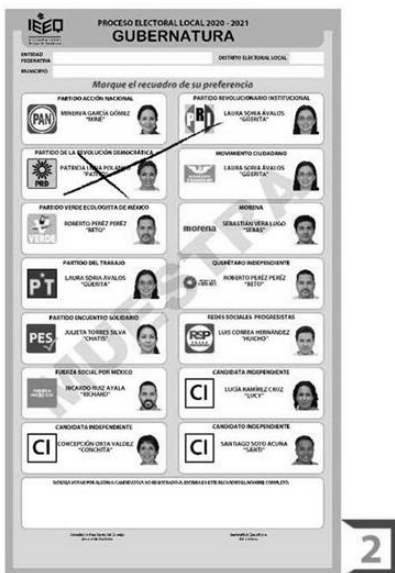 IEEQ
PROCESO ELECTORAL LOCAL 2020 - 2021
GUBERNATURA
ENTIDAD FEDERATIVA
DISTRITO ELECTORAL LOCAL
MUNICIPIO
Marque el recuadro de su preferencia
PARTIDO ACCIÓN NACIONAL
PAN
MINERVA GARCÍA GÓMEZ
"MINE"
PARTIDO REVOLUCIONARIO INSTITUCIONAL
PRI
LAURA SORIA ÁVALOS
"GÜERITA"
PARTIDO DE LA REVOLUCIÓN DEMOCRÁTICA
PRD
PATRICIA LUNA POLANCO
MOVIMIENTO CIUDADANO
LAURA SORIA ÁVALOS
"GÜERITA"
PARTIDO VERDE ECOLOGISTA DE MÉXICO
VERDE
ROBERTO PÉREZ PÉREZ
"BETO"
MORENA
morena
SEBASTIÁN VERA LUGO
"SEBAS"
PARTIDO DEL TRABAJO
PT
LAURA SORIA ÁVALOS
"GÜERITA"
QUERÉTARO INDEPENDIENTE
ROBERTO PÉREZ PÉREZ
"BETO"
PARTIDO ENCUENTRO SOLIDARIO
PES
JULIETA TORRES SILVA
"CHATIS"
REDES SOCIALES PROGRESISTAS
RSP
LUIS CORREA HERNÁNDEZ
"HUICHO"
FUERZA SOCIAL POR MÉXICO
RICARDO RUIZ AYALA
"RICHARD"
CANDIDATA INDEPENDIENTE
CI
LUCÍA RAMÍREZ CRUZ
"LUCY"
CANDIDATA INDEPENDIENTE
CI
CONCEPCIÓN ORTA VALDEZ
"CONCHITA"
CANDIDATO INDEPENDIENTE
CI
SANTIAGO SOTO ACUÑA
"SANTI"
MUESTRA
2